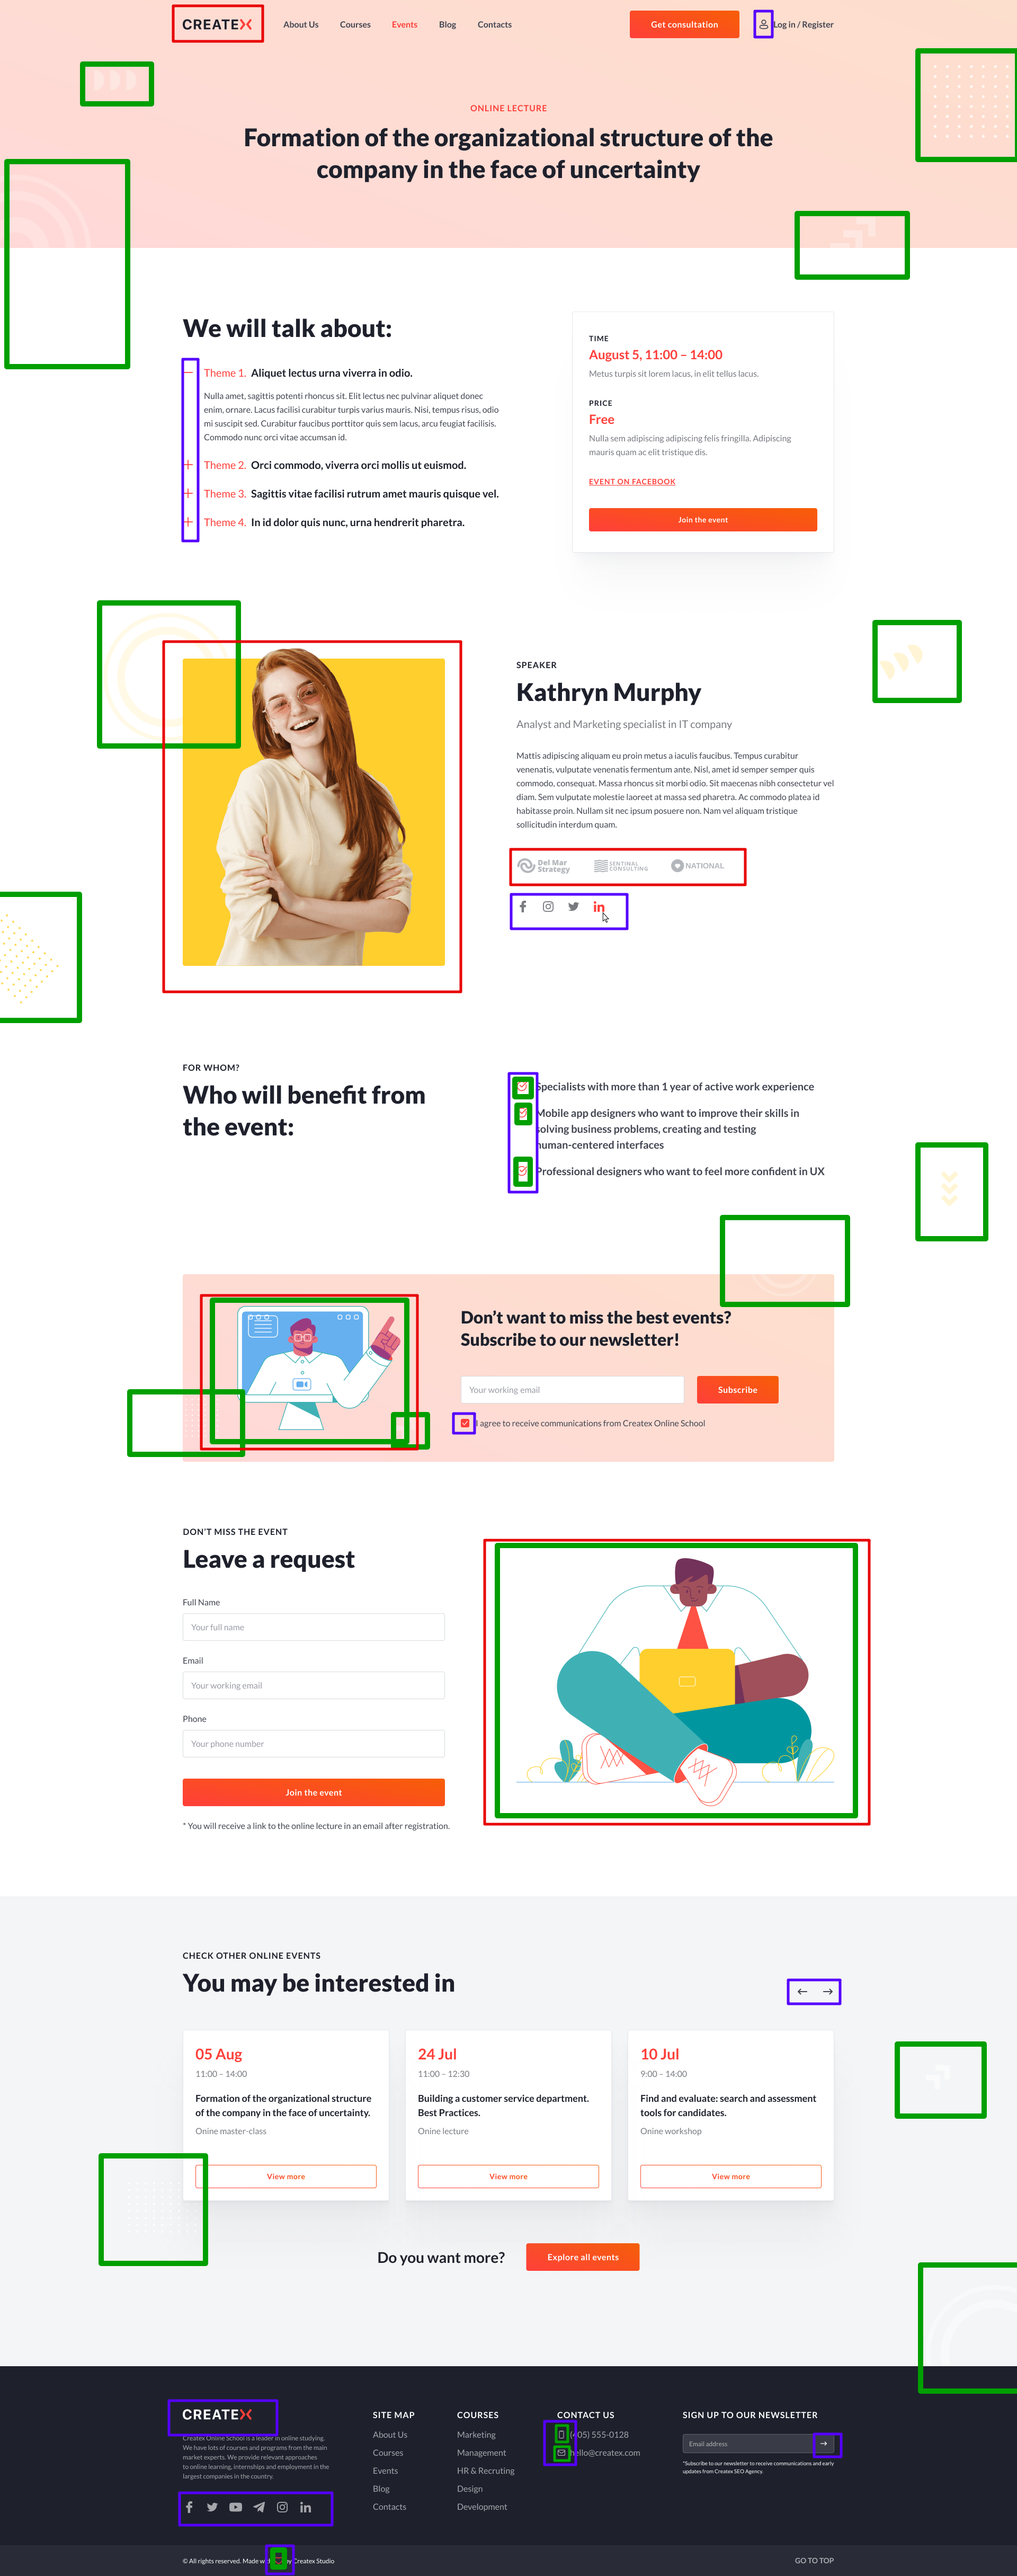 CREATEX
About Us Courses Events Blog Contacts
Get consultation
Log in / Register
ONLINE LECTURE
Formation of the organizational structure of the
company in the face of uncertainty
We will talk about:
Theme 1. Aliquet lectus urna viverra in odio.
Nulla amet, sagittis potenti rhoncus sit. Elit lectus nec pulvinar aliquet donec
enim, ornare. Lacus facilisi curabitur turpis varius mauris. Nisi, tempus risus, odio
mi suscipit sed. Curabitur faucibus porttitor quis sem lacus, arcu feugiat facilisis.
Commodo nunc orci vitae accumsan id.
Theme 2. Orci commodo, viverra orci mollis ut euismod.
Theme 3. Sagittis vitae facilisi rutrum amet mauris quisque vel.
Theme 4. In id dolor quis nunc, urna hendrerit pharetra.
TIME
August 5, 11:00 – 14:00
Metus turpis sit lorem lacus, in elit tellus lacus.
PRICE
Free
Nulla sem adipiscing adipiscing felis fringilla. Adipiscing
mauris quam ac elit tristique dis.
EVENT ON FACEBOOK
Join the event
SPEAKER
Kathryn Murphy
Analyst and Marketing specialist in IT company
Mattis adipiscing aliquam eu proin metus a iaculis faucibus. Tempus curabitur
venenatis, vulputate venenatis fermentum ante. Nisl, amet id semper semper quis
commodo, consequat. Massa rhoncus sit morbi odio. Sit maecenas nibh consectetur vel
diam. Sem vulputate molestie laoreet at massa sed pharetra. Ac commodo platea id
habitasse proin. Nullam sit nec ipsum posuere non. Nam vel aliquam tristique
sollicitudin interdum quam.
Del Mar
Strategy
SENTINAL
CONSULTING
NATIONAL
FOR WHOM?
Who will benefit from
the event:
Specialists with more than 1 year of active work experience
Mobile app designers who want to improve their skills in
solving business problems, creating and testing
human-centered interfaces
Professional designers who want to feel more confident in UX
Don't want to miss the best events?
Subscribe to our newsletter!
Your working email
Subscribe
I agree to receive communications from Createx Online School
DON'T MISS THE EVENT
Leave a request
Full Name
Your full name
Email
Your working email
Phone
Your phone number
Join the event
* You will receive a link to the online lecture in an email after registration.
CHECK OTHER ONLINE EVENTS
You may be interested in
05 Aug
11:00 – 14:00
Formation of the organizational structure
of the company in the face of uncertainty.
Onine master-class
View more
24 Jul
11:00 – 12:30
Building a customer service department.
Best Practices.
Onine lecture
View more
10 Jul
9:00 – 14:00
Find and evaluate: search and assessment
tools for candidates.
Onine workshop
View more
Do you want more?
Explore all events
CREATEX
Createx Online School is a leader in online studying.
We have lots of courses and programs from the main
market experts. We provide relevant approaches
to online learning, internships and employment in the
largest companies in the country.
SITE MAP
About Us
Courses
Events
Blog
Contacts
COURSES
Marketing
Management
HR & Recruting
Design
Development
CONTACT US
05) 555-0128
hello@createx.com
SIGN UP TO OUR NEWSLETTER
Email address
*Subscribe to our newsletter to receive communications and early
updates from Createx SEO Agency.
© All rights reserved. Made by Createx Studio
GO TO TOP